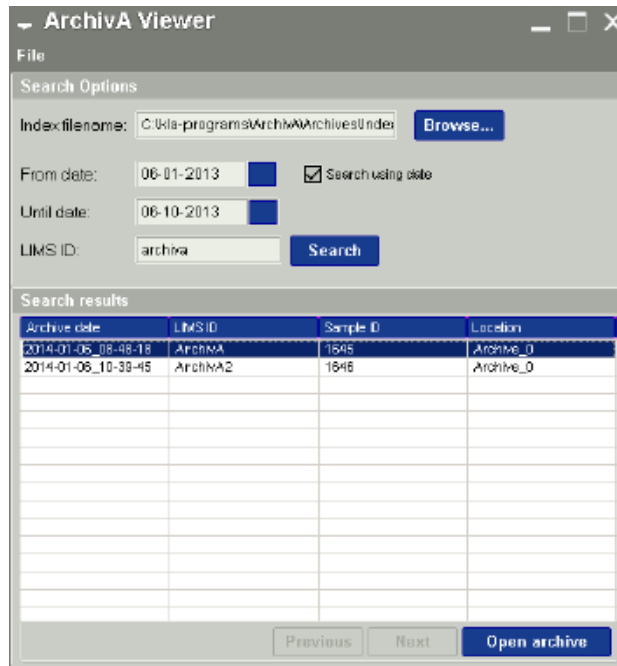 ArchivA Viewer
File
Search Options
Index filename: C:\kla-programs\ArchivA\Archives\Index Browse...
From date: 06-01-2013 Search using date
Until date: 06-10-2013
LIMS ID: archiva Search
Search results
Archive date LIMS ID Sample ID Location
2014-01-06_08-48-18 ArchivA 1645 Archive_0
2014-01-06_10-39-45 ArchivA2 1646 Archive_0
Previous Next Open archive